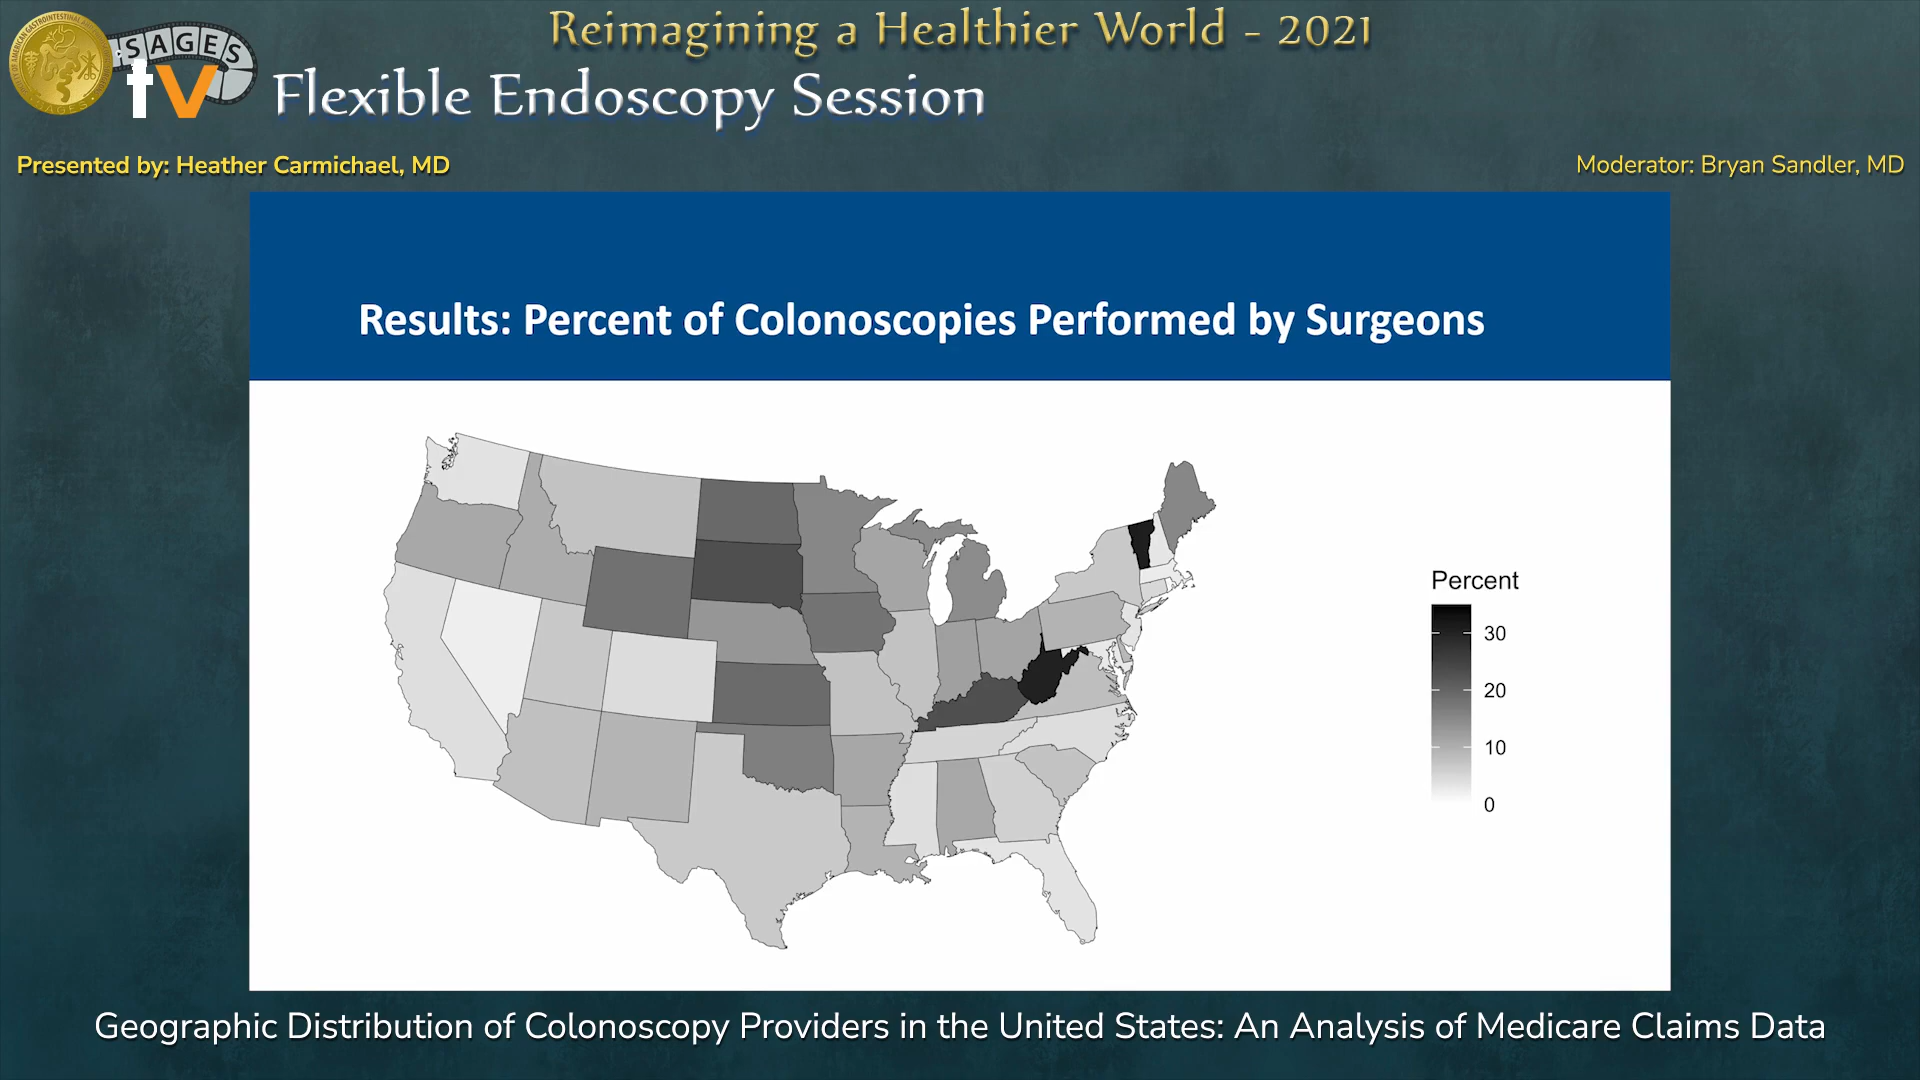 Reimagining a Healthier World - 2021
SAGES
tv
Flexible Endoscopy Session
Presented by: Heather Carmichael, MD
Moderator: Bryan Sandler, MD
Results: Percent of Colonoscopies Performed by Surgeons
Percent
30
20
10
0
Geographic Distribution of Colonoscopy Providers in the United States: An Analysis of Medicare Claims Data